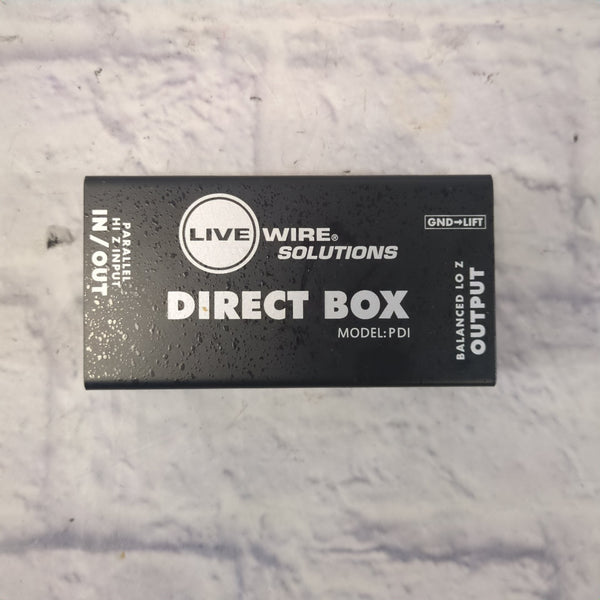 PARALLEL
HI Z INPUT
IN/OUT
LIVE WIRE®
SOLUTIONS
DIRECT BOX
MODEL:PDI
GND→LIFT
BALANCED LO Z
OUTPUT